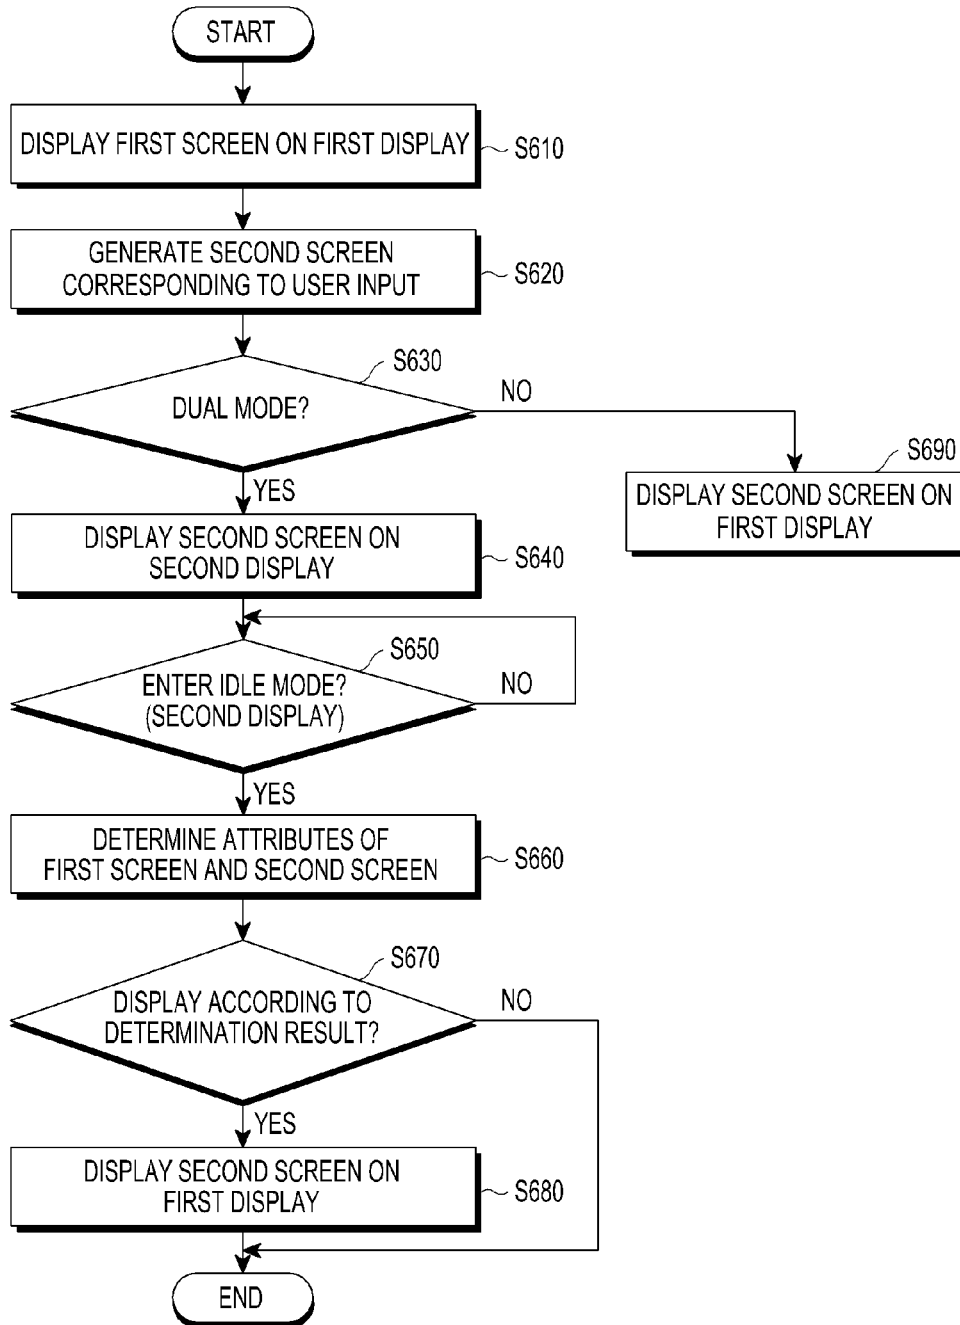 START
DISPLAY FIRST SCREEN ON FIRST DISPLAY
S610
GENERATE SECOND SCREEN
CORRESPONDING TO USER INPUT
S620
S630
DUAL MODE?
NO
YES
S690
DISPLAY SECOND SCREEN ON
FIRST DISPLAY
DISPLAY SECOND SCREEN ON
SECOND DISPLAY
S640
S650
ENTER IDLE MODE?
(SECOND DISPLAY)
NO
YES
DETERMINE ATTRIBUTES OF
FIRST SCREEN AND SECOND SCREEN
S660
S670
DISPLAY ACCORDING TO
DETERMINATION RESULT?
NO
YES
DISPLAY SECOND SCREEN ON
FIRST DISPLAY
S680
END